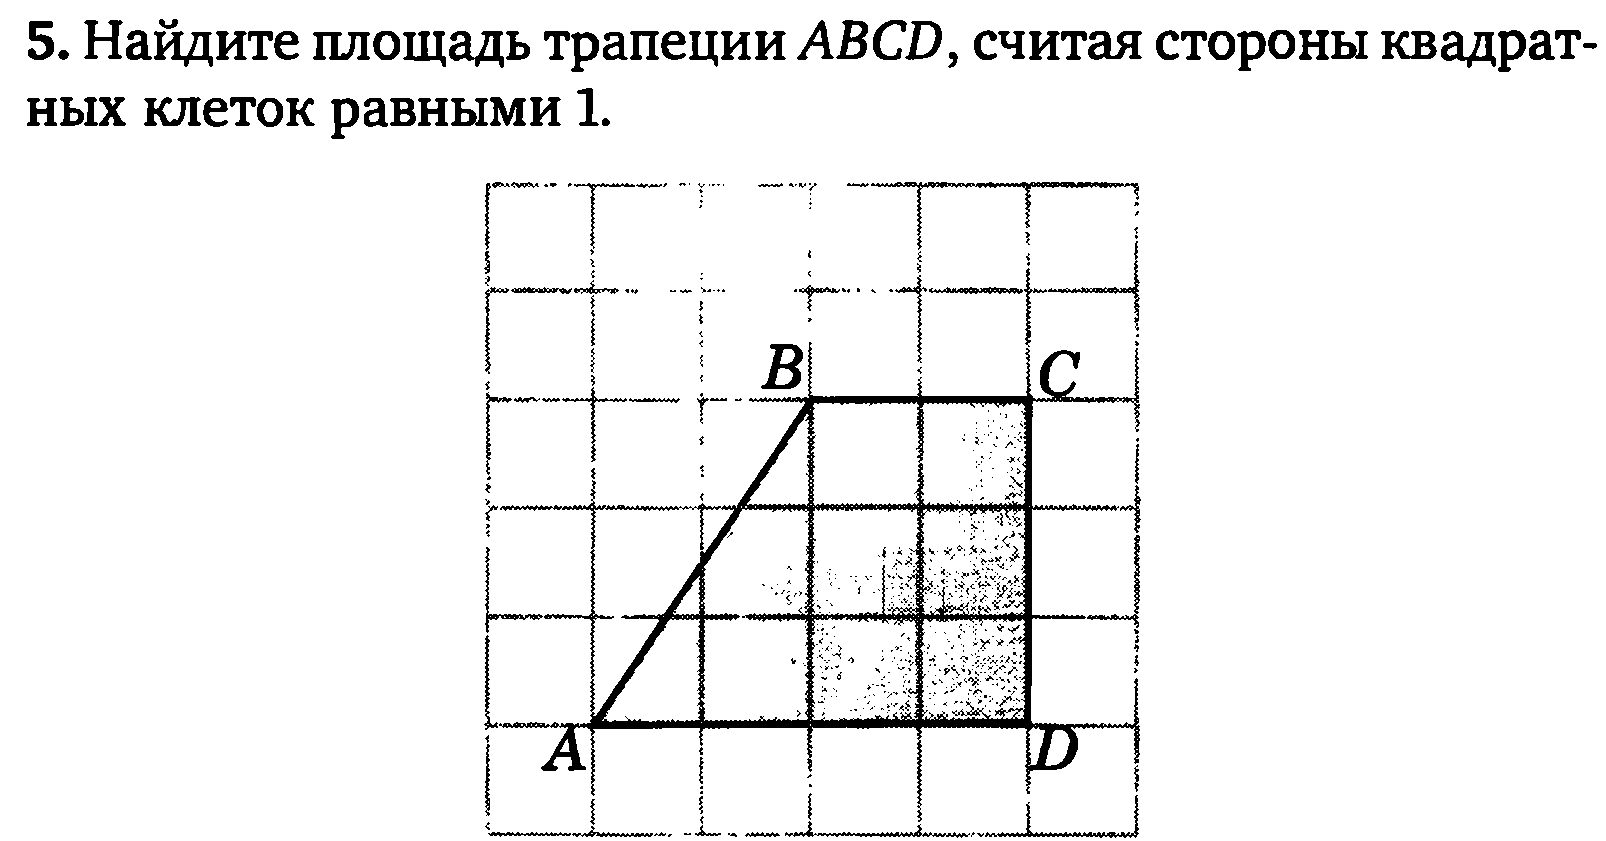 5. Найдите площадь трапеции ABCD, считая стороны квадрат-
ных клеток равными 1.
B
C
A
D